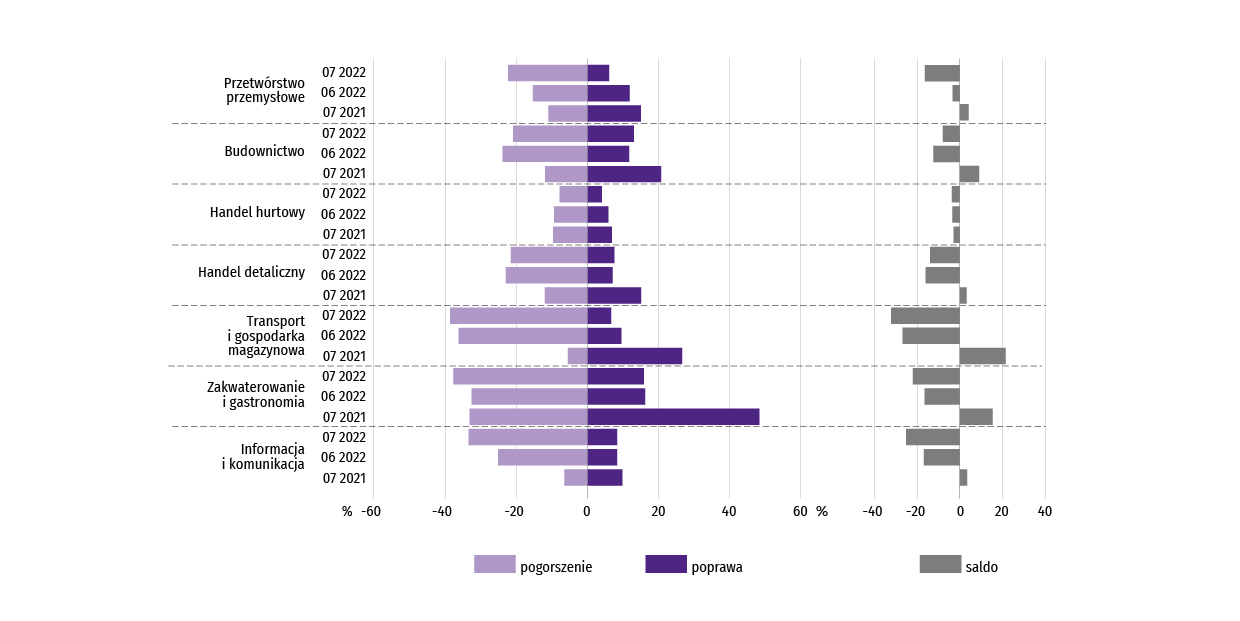 Przetwórstwo
przemysłowe
07 2022
06 2022
07 2021
Budownictwo
07 2022
06 2022
07 2021
Handel hurtowy
07 2022
06 2022
07 2021
Handel detaliczny
07 2022
06 2022
07 2021
Transport
i gospodarka
magazynowa
07 2022
06 2022
07 2021
Zakwaterowanie
i gastronomia
07 2022
06 2022
07 2021
Informacja
i komunikacja
07 2022
06 2022
07 2021
% -60 -40 -20 0 20 40 60 % -40 -20 0 20 40
pogorszenie poprawa saldo